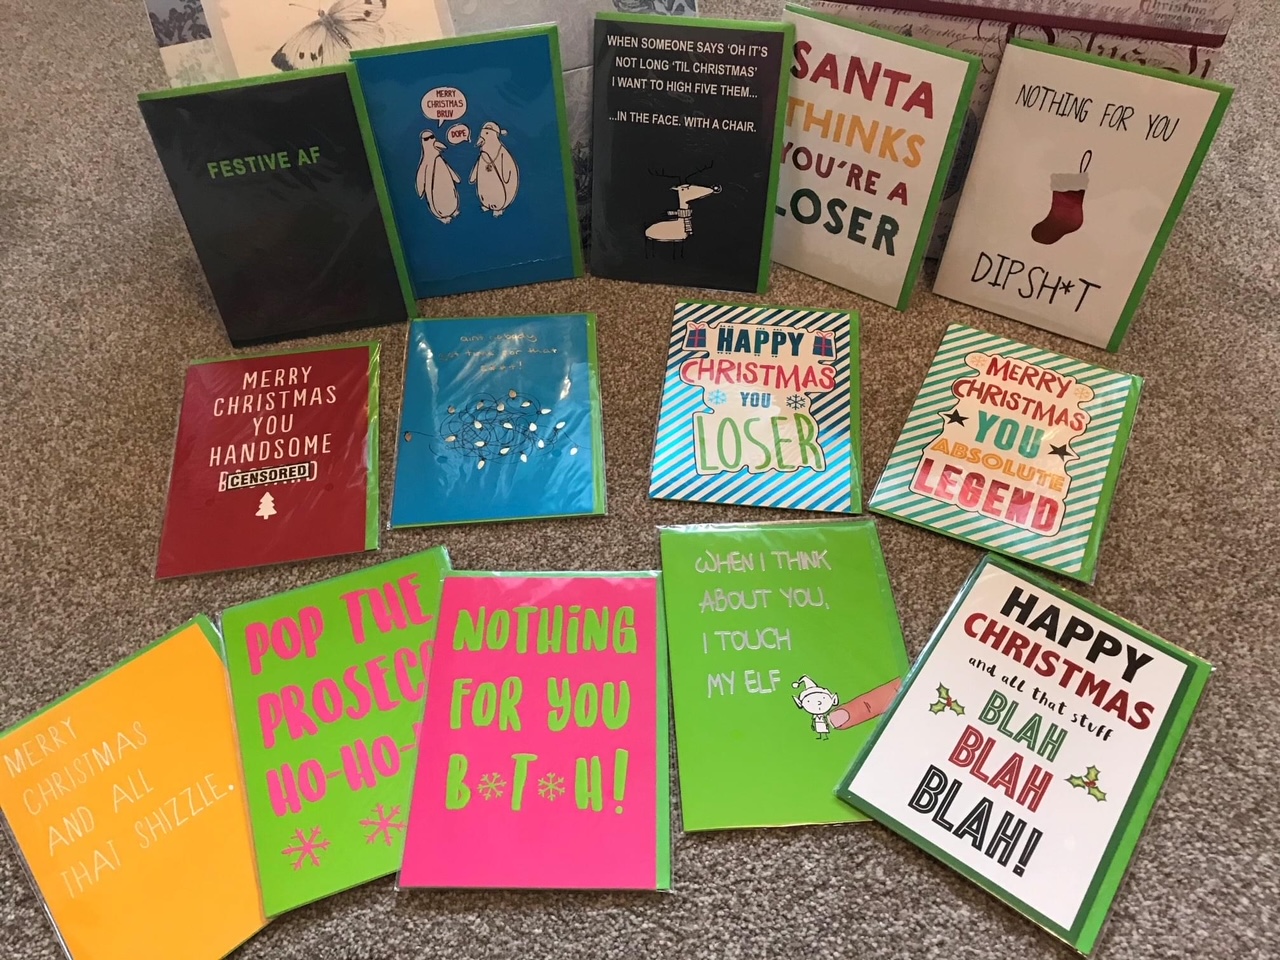 Christmas
FESTIVE AF
MERRY
CHRISTMAS
BRUV
DOPE
WHEN SOMEONE SAYS 'OH IT'S
NOT LONG 'TIL CHRISTMAS'
I WANT TO HIGH FIVE THEM...
...IN THE FACE. WITH A CHAIR.
SANTA
THINKS
YOU'RE A
LOSER
NOTHING FOR YOU
DIPSH*T
MERRY
CHRISTMAS
YOU
HANDSOME
CENSORED
HAPPY
CHRISTMAS
YOU
LOSER
MERRY
CHRISTMAS
YOU
ABSOLUTE
LEGEND
MERRY
CHRISTMAS
AND ALL
THAT SHIZZLE.
POP THE
PROSECC
HO-HO-
NOTHING
FOR YOU
B*T*H!
WHEN I THINK
ABOUT YOU,
I TOUCH
MY ELF
HAPPY
CHRISTMAS
and all that stuff
BLAH
BLAH
BLAH!